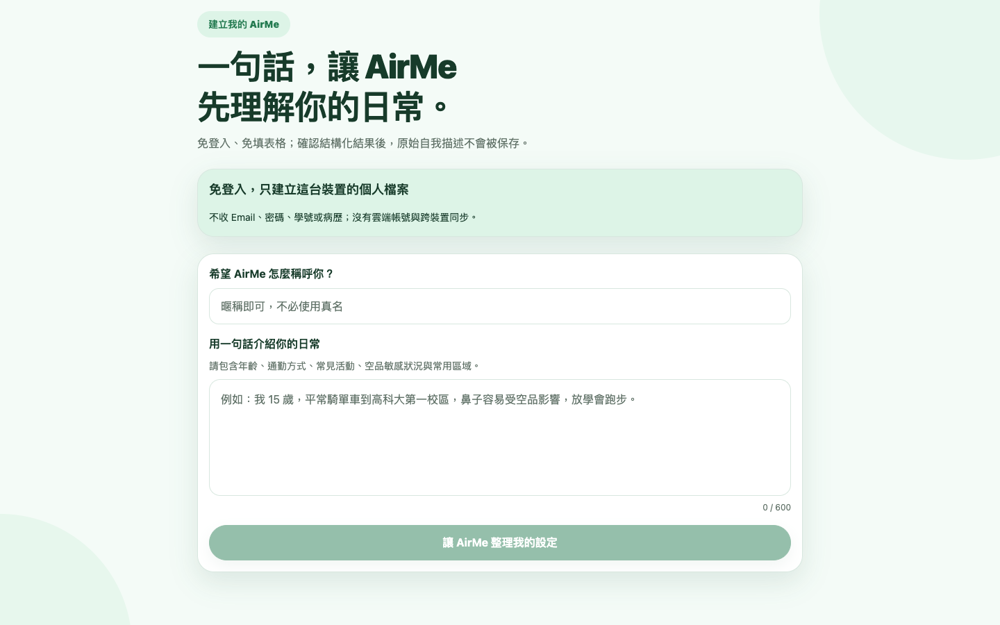 建立我的 AirMe
一句話，讓 AirMe
先理解你的日常。
免登入、免填表格；確認結構化結果後，原始自我描述不會被保存。
免登入，只建立這台裝置的個人檔案
不收 Email、密碼、學號或病歷；沒有雲端帳號與跨裝置同步。
希望 AirMe 怎麼稱呼你？
暱稱即可，不必使用真名
用一句話介紹你的日常
請包含年齡、通勤方式、常見活動、空品敏感狀況與常用區域。
例如：我 15 歲，平常騎單車到高科大第一校區，鼻子容易受空品影響，放學會跑步。
0 / 600
讓 AirMe 整理我的設定